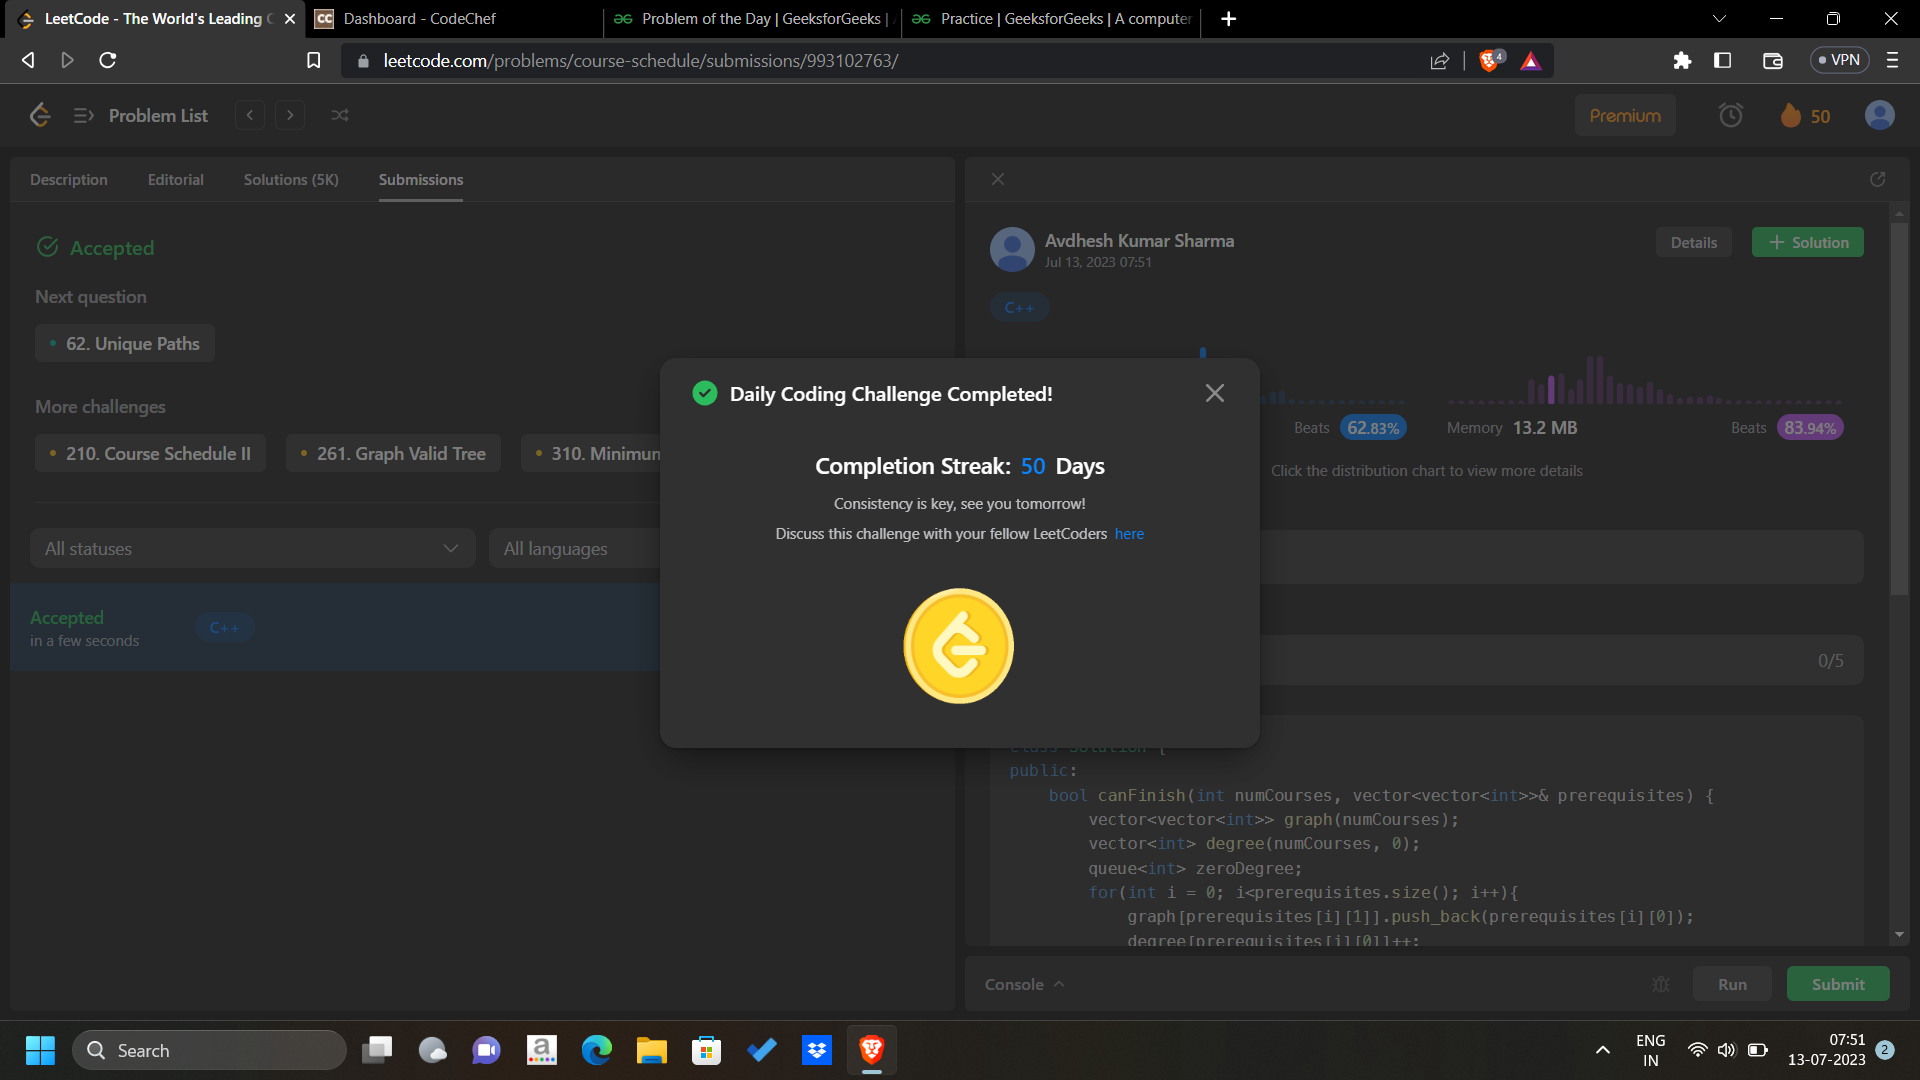 LeetCode - The World's Leading C
Dashboard - CodeChef
Problem of the Day | GeeksforGeeks | A
Practice | GeeksforGeeks | A computer
leetcode.com/problems/course-schedule/submissions/993102763/
4
VPN
Problem List
Premium
50
Description
Editorial
Solutions (5K)
Submissions
Accepted
Next question
62. Unique Paths
More challenges
210. Course Schedule II
261. Graph Valid Tree
310. Minimum
All statuses
All languages
Accepted
in a few seconds
C++
Avdhesh Kumar Sharma
Jul 13, 2023 07:51
Details
+ Solution
C++
Beats 62.83%
Memory 13.2 MB
Beats 83.94%
Click the distribution chart to view more details
0/5
Daily Coding Challenge Completed!
Completion Streak: 50 Days
Consistency is key, see you tomorrow!
Discuss this challenge with your fellow LeetCoders here
class Solution {
public:
bool canFinish(int numCourses, vector<vector<int>>& prerequisites) {
vector<vector<int>> graph(numCourses);
vector<int> degree(numCourses, 0);
queue<int> zeroDegree;
for(int i = 0; i<prerequisites.size(); i++){
graph[prerequisites[i][1]].push_back(prerequisites[i][0]);
degree[prerequisites[i][0]]++;
Console
Run
Submit
Search
ENG
IN
07:51
13-07-2023
2